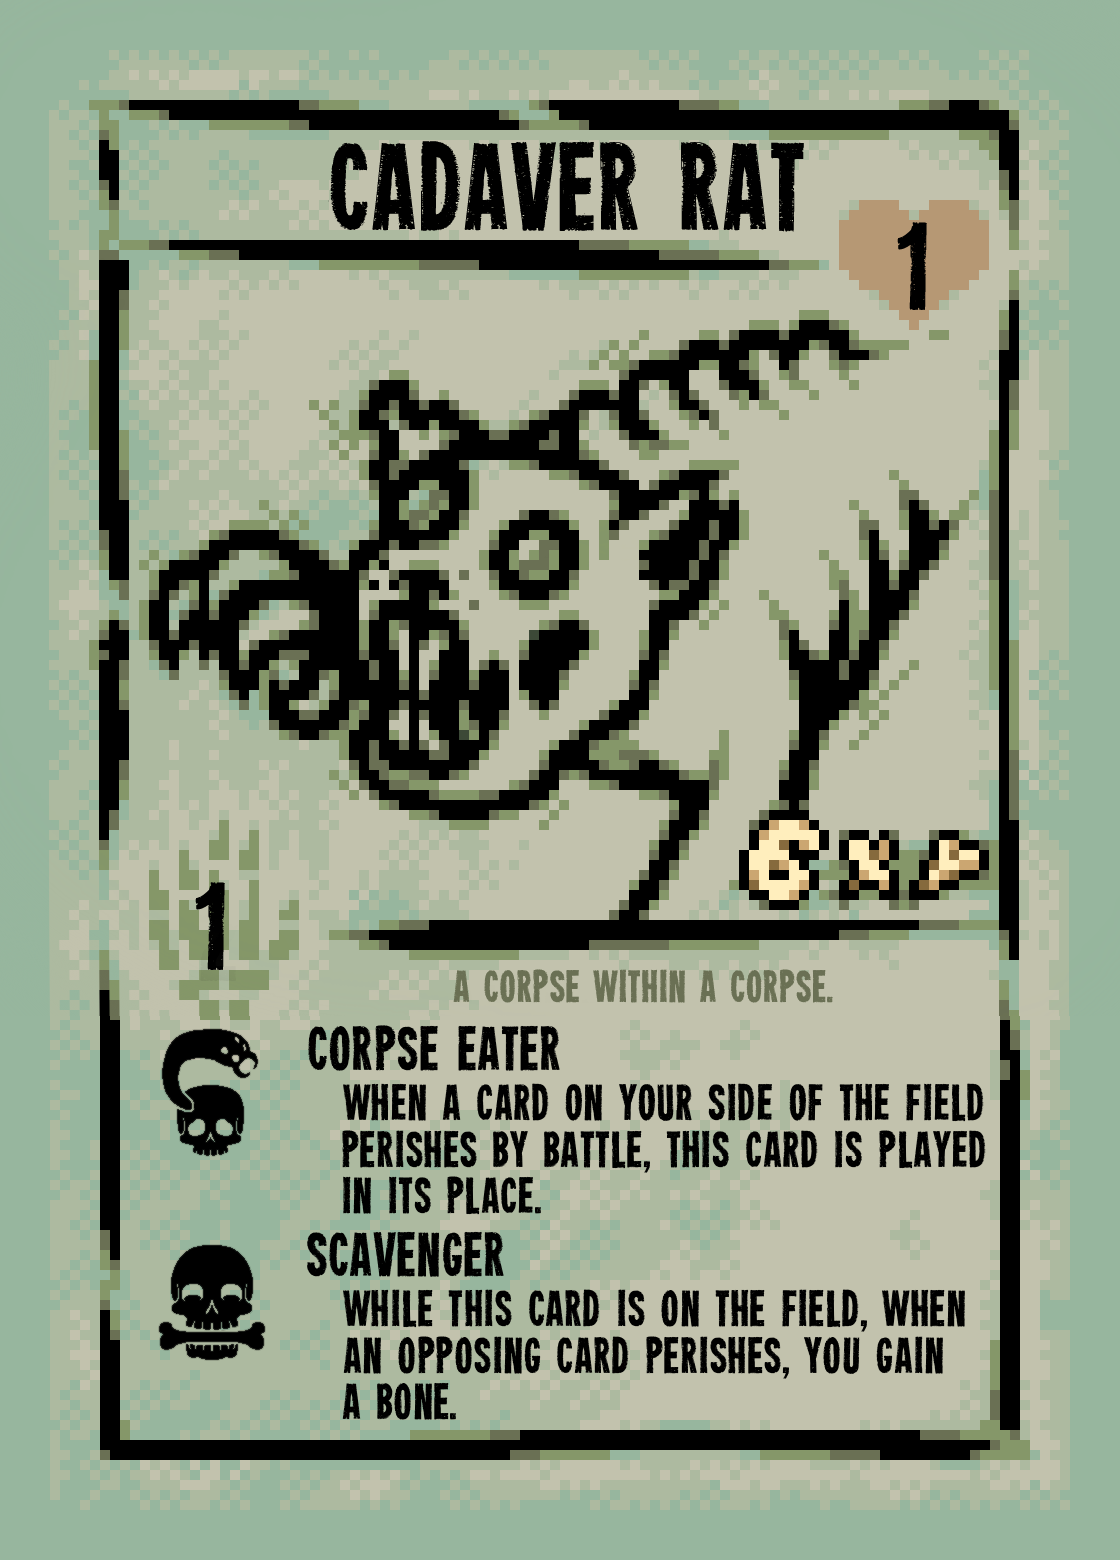 CADAVER RAT
1
6 X
1
A CORPSE WITHIN A CORPSE.
CORPSE EATER
WHEN A CARD ON YOUR SIDE OF THE FIELD
PERISHES BY BATTLE, THIS CARD IS PLAYED
IN ITS PLACE.
SCAVENGER
WHILE THIS CARD IS ON THE FIELD, WHEN
AN OPPOSING CARD PERISHES, YOU GAIN
A BONE.